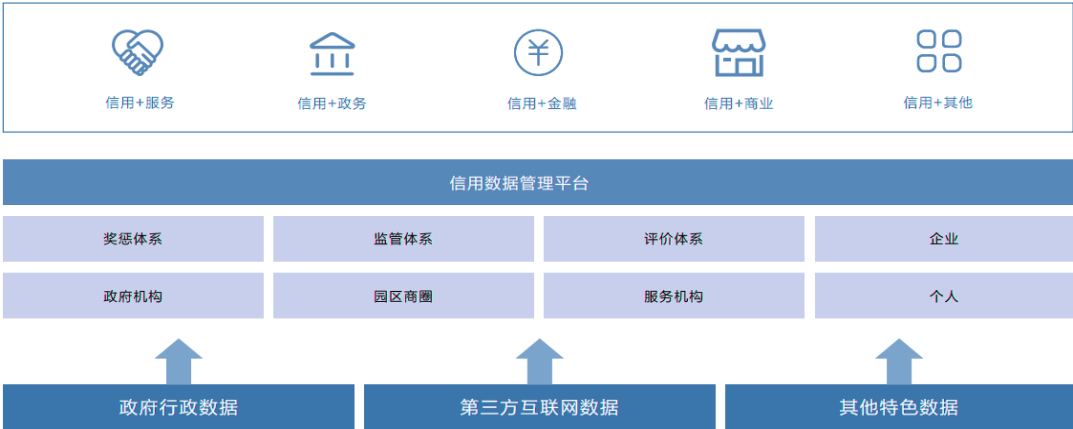 信用+服务 信用+政务 信用+金融 信用+商业 信用+其他
信用数据管理平台
奖惩体系 监管体系 评价体系 企业
政府机构 园区商圈 服务机构 个人
政府行政数据 第三方互联网数据 其他特色数据